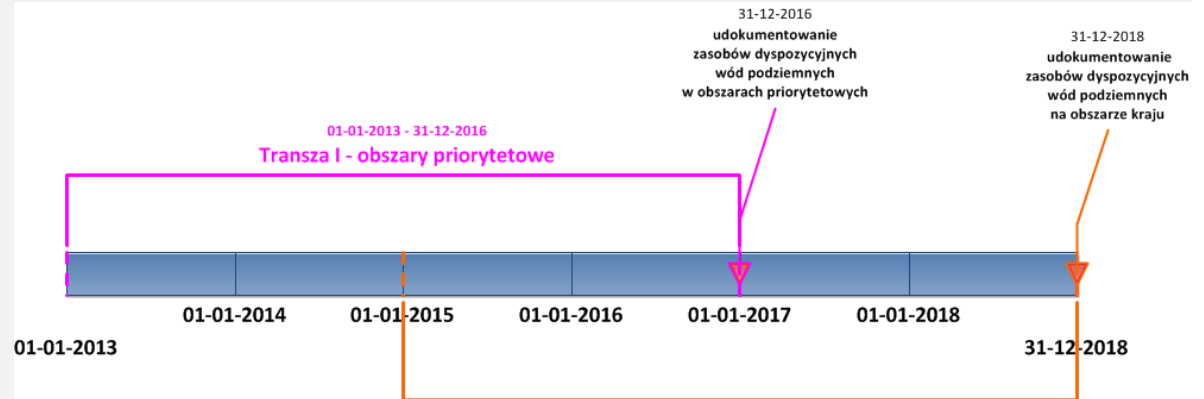 31-12-2016
udokumentowanie
zasobów dyspozycyjnych
wód podziemnych
w obszarach priorytetowych
31-12-2018
udokumentowanie
zasobów dyspozycyjnych
wód podziemnych
na obszarze kraju
01-01-2013 - 31-12-2016
Transza I - obszary priorytetowe
01-01-2014
01-01-2015
01-01-2016
01-01-2017
01-01-2018
01-01-2013
31-12-2018